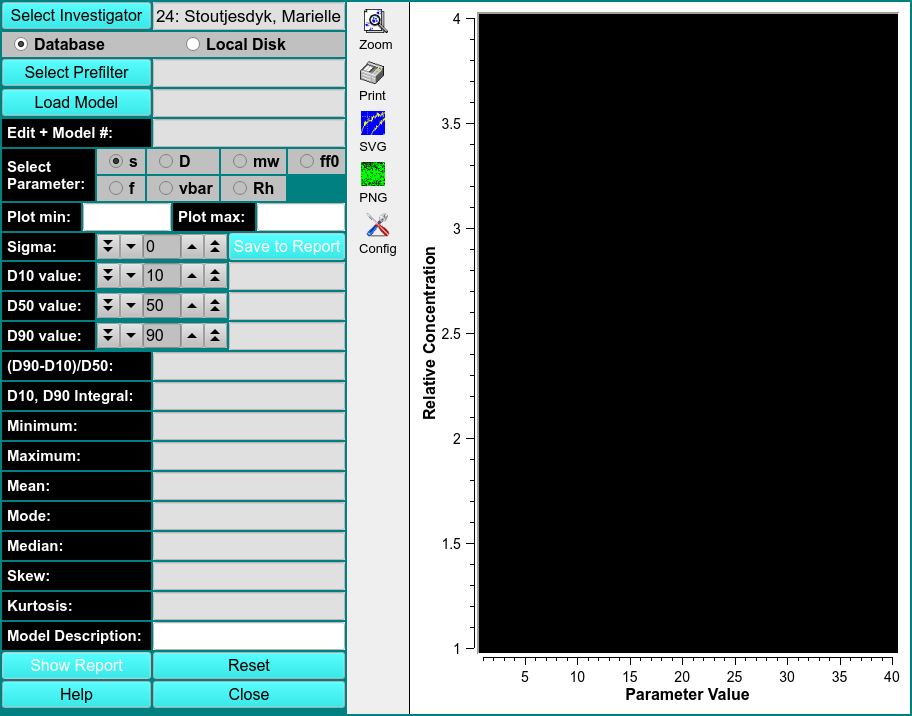 Select Investigator 24: Stoutjesdyk, Marielle
Database Local Disk
Select Prefilter
Load Model
Edit + Model #:
Select Parameter: s D mw ff0
f vbar Rh
Plot min: Plot max:
Sigma: 0 Save to Report
D10 value: 10
D50 value: 50
D90 value: 90
(D90-D10)/D50:
D10, D90 Integral:
Minimum:
Maximum:
Mean:
Mode:
Median:
Skew:
Kurtosis:
Model Description:
Show Report Reset
Help Close
Zoom
Print
SVG
PNG
Config
Relative Concentration
4
3.5
3
2.5
2
1.5
1
5 10 15 20 25 30 35 40
Parameter Value